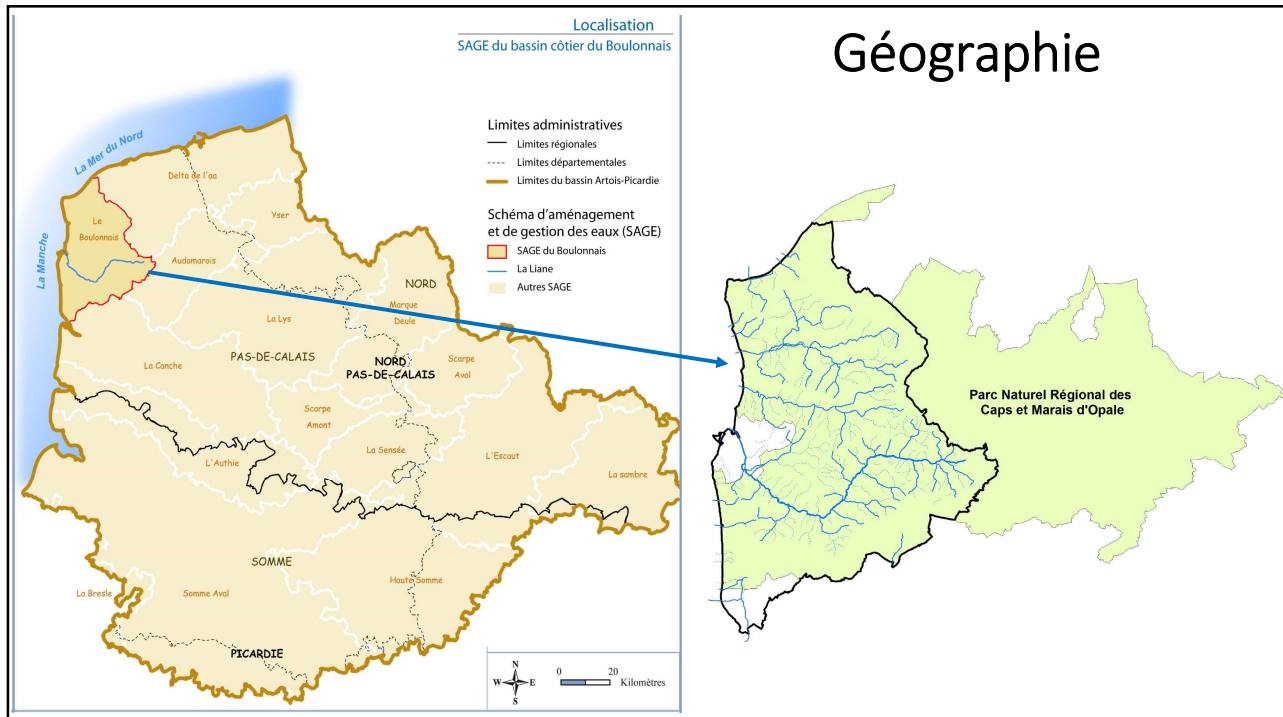 Géographie
Localisation
SAGE du bassin côtier du Boulonnais
Limites administratives
Limites régionales
Limites départementales
Limites du bassin Artois-Picardie
Schéma d'aménagement
et de gestion des eaux (SAGE)
SAGE du Boulonnais
La Liane
Autres SAGE
La Mer du Nord
La Manche
Delta de l'aa
Yser
Le
Boulonnais
Audomarois
NORD
Marque
Deule
La Lys
PAS-DE-CALAIS
NORD
PAS-DE-CALAIS
Scarpe
Aval
La Canche
Scarpe
Amont
La Sensée
L'Escaut
L'Authie
La sambre
SOMME
Haute Somme
La Bresle
Somme Aval
PICARDIE
N
W
E
S
0
20
Kilomètres
Parc Naturel Régional des
Caps et Marais d'Opale